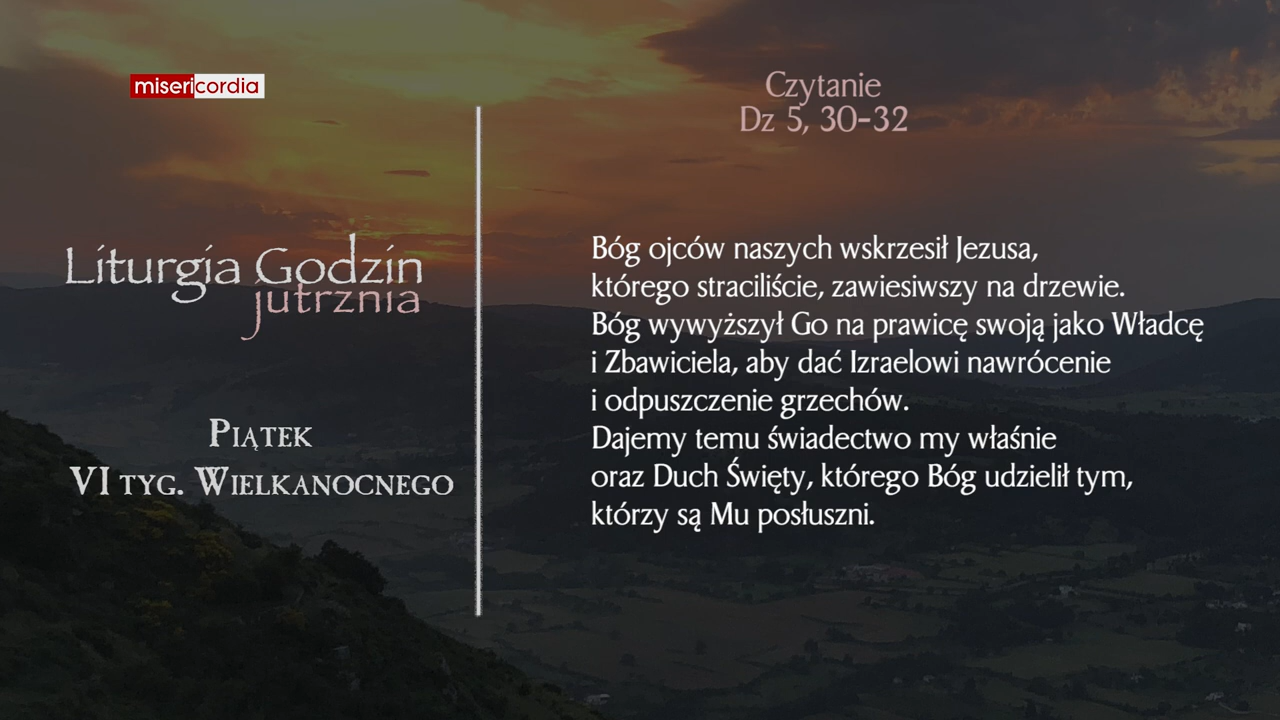 misericordia
Liturgia Godzin
jutrznia
Piątek
VI tyg. Wielkanocnego
Czytanie
Dz 5, 30-32
Bóg ojców naszych wskrzesił Jezusa,
którego straciliście, zawiesiwszy na drzewie.
Bóg wywyższył Go na prawicę swoją jako Władcę
i Zbawiciela, aby dać Izraelowi nawrócenie
i odpuszczenie grzechów.
Dajemy temu świadectwo my właśnie
oraz Duch Święty, którego Bóg udzielił tym,
którzy są Mu posłuszni.